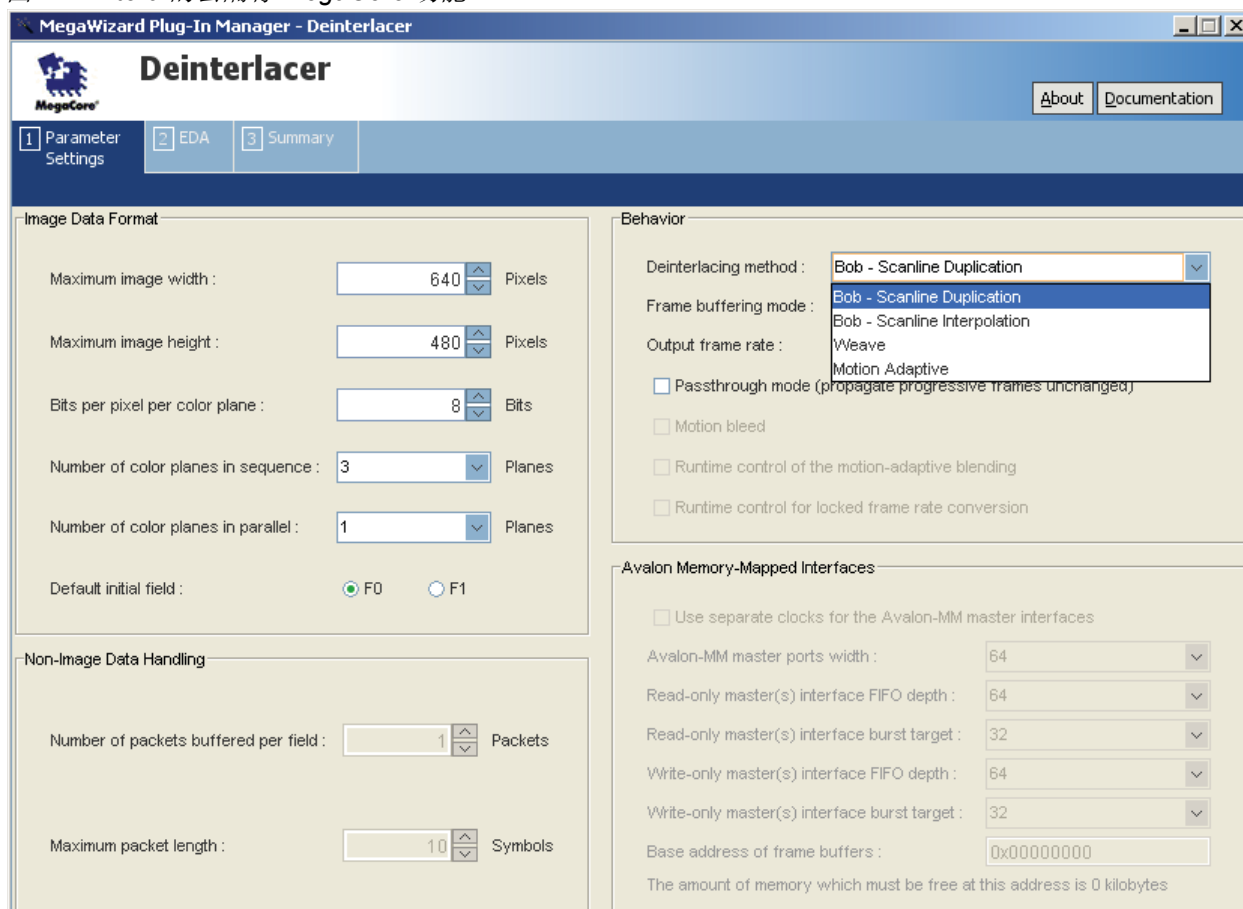 MegaWizard Plug-In Manager - Deinterlacer
Deinterlacer
MegaCore®
About
Documentation
1 Parameter Settings
2 EDA
3 Summary
Image Data Format
Maximum image width :
640
Pixels
Maximum image height :
480
Pixels
Bits per pixel per color plane :
8
Bits
Number of color planes in sequence :
3
Planes
Number of color planes in parallel :
1
Planes
Default initial field :
F0
F1
Non-Image Data Handling
Number of packets buffered per field :
1
Packets
Maximum packet length :
10
Symbols
Behavior
Deinterlacing method :
Bob - Scanline Duplication
Bob - Scanline Duplication
Bob - Scanline Interpolation
Weave
Motion Adaptive
Frame buffering mode :
Output frame rate :
Passthrough mode (propagate progressive frames unchanged)
Motion bleed
Runtime control of the motion-adaptive blending
Runtime control for locked frame rate conversion
Avalon Memory-Mapped Interfaces
Use separate clocks for the Avalon-MM master interfaces
Avalon-MM master ports width :
64
Read-only master(s) interface FIFO depth :
64
Read-only master(s) interface burst target :
32
Write-only master(s) interface FIFO depth :
64
Write-only master(s) interface burst target :
32
Base address of frame buffers :
0x00000000
The amount of memory which must be free at this address is 0 kilobytes